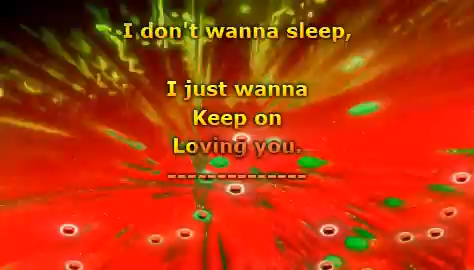 I don't wanna sleep,
I just wanna
Keep on
Loving you.
--------------